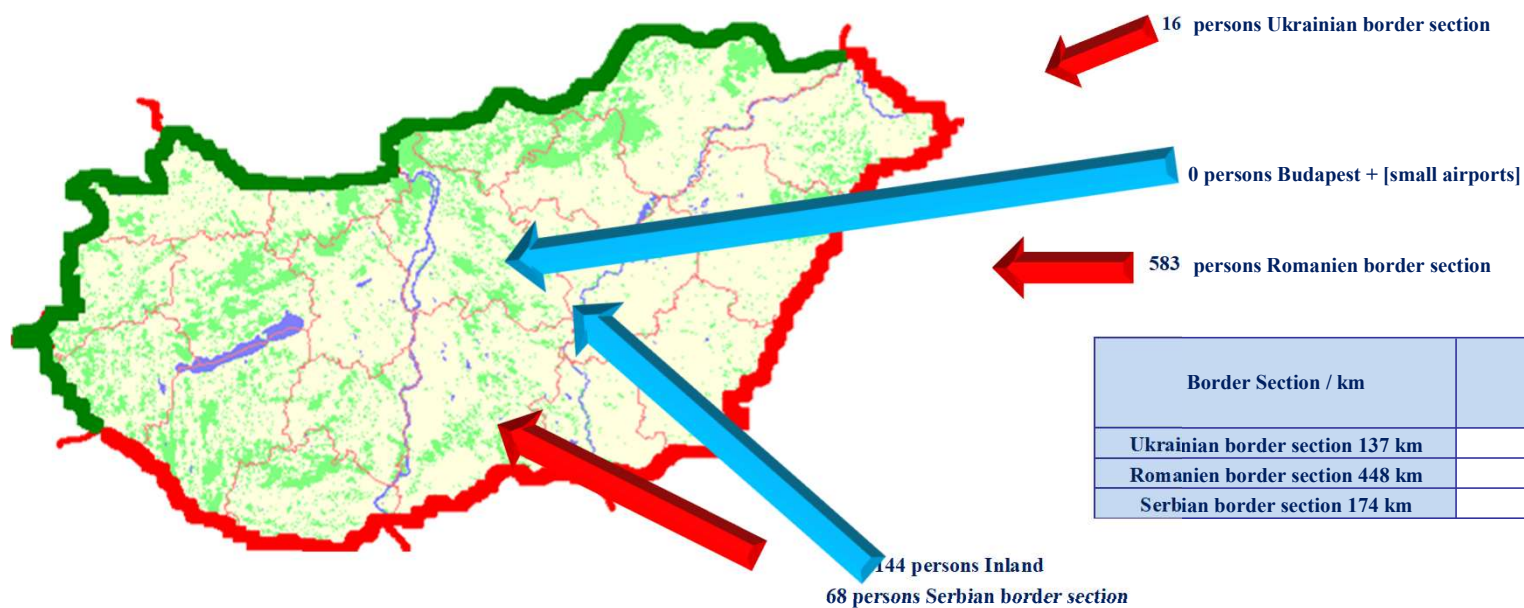 16 persons Ukrainian border section
0 persons Budapest + [small airports]
583 persons Romanien border section
Border Section / km
Ukrainian border section 137 km
Romanien border section 448 km
Serbian border section 174 km
144 persons Inland
68 persons Serbian border section